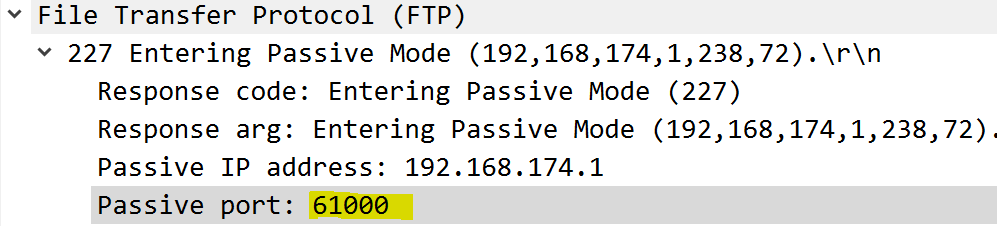 File Transfer Protocol (FTP)
227 Entering Passive Mode (192,168,174,1,238,72).\r\n
Response code: Entering Passive Mode (227)
Response arg: Entering Passive Mode (192,168,174,1,238,72).
Passive IP address: 192.168.174.1
Passive port: 61000